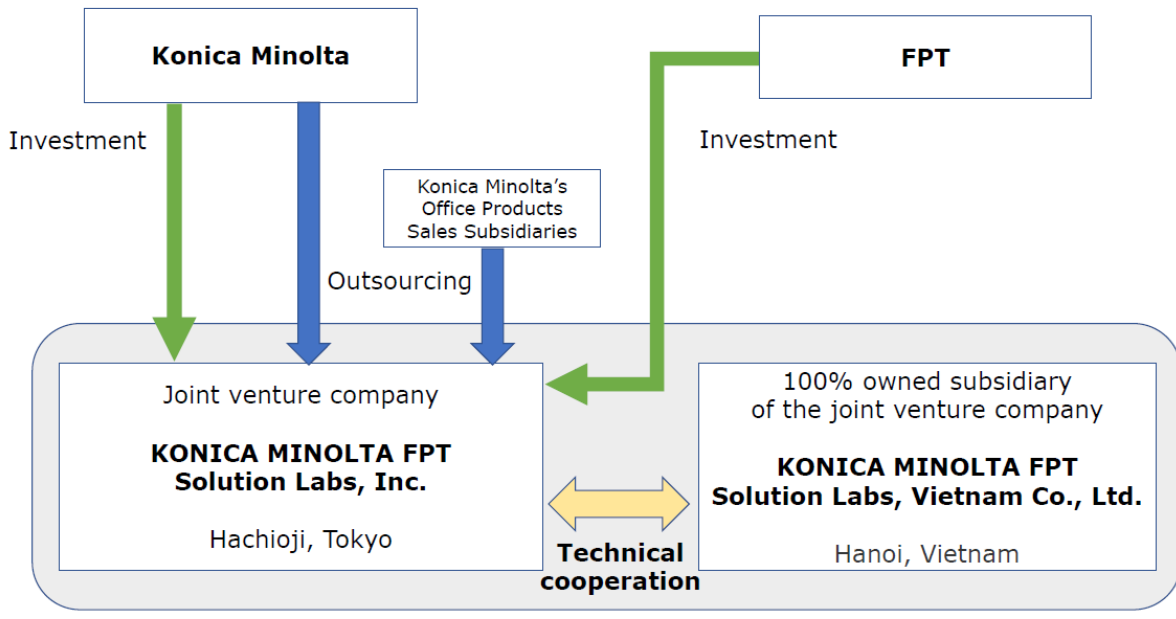 Konica Minolta
FPT
Investment
Investment
Konica Minolta’s
Office Products
Sales Subsidiaries
Outsourcing
Joint venture company
KONICA MINOLTA FPT
Solution Labs, Inc.
Hachioji, Tokyo
100% owned subsidiary
of the joint venture company
KONICA MINOLTA FPT
Solution Labs, Vietnam Co., Ltd.
Hanoi, Vietnam
Technical
cooperation